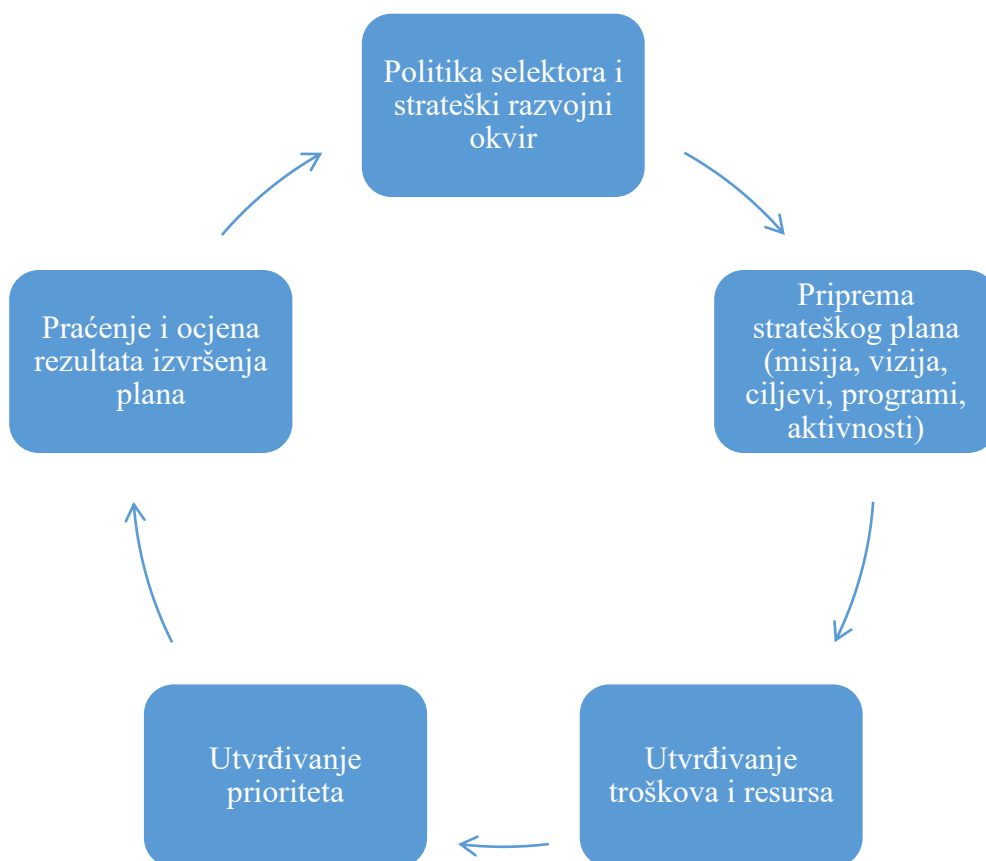 Politika selektora i
strateški razvojni
okvir
Priprema
strateškog plana
(misija, vizija,
ciljevi, programi,
aktivnosti)
Utvrđivanje
troškova i resursa
Utvrđivanje
prioriteta
Praćenje i ocjena
rezultata izvršenja
plana